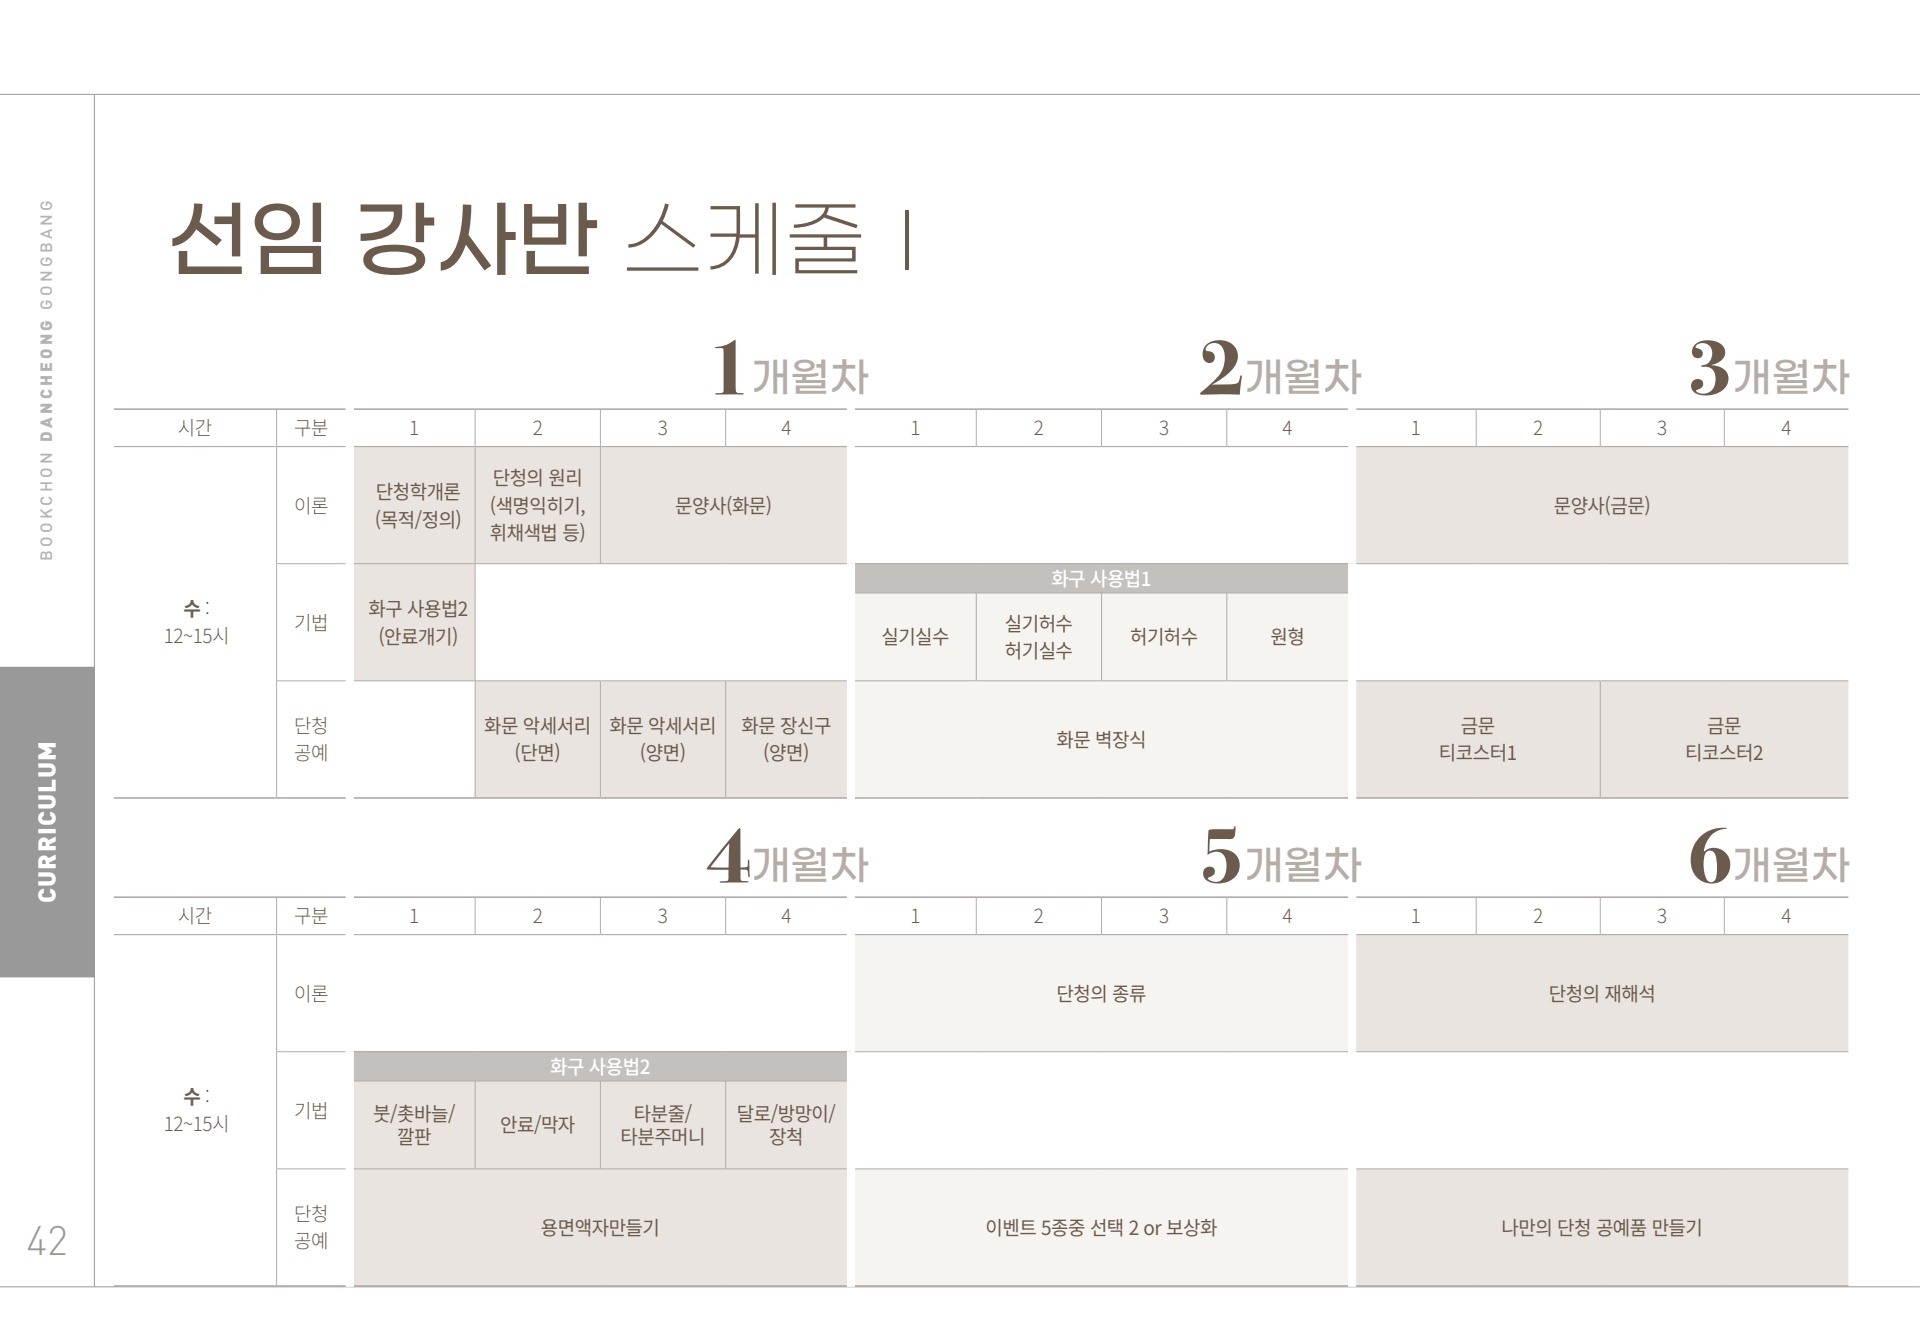 선임 강사반 스케줄 I
BOOKCHON DANCHEONG GONGBANG
CURRICULUM
42
1개월차
2개월차
3개월차
시간 구분 1 2 3 4 1 2 3 4 1 2 3 4
수 :
12~15시
이론
단청학개론
(목적/정의)
단청의 원리
(색명익히기,
휘채색법 등)
문양사(화문)
문양사(금문)
기법
화구 사용법2
(안료개기)
화구 사용법1
실기실수
실기허수
허기실수
허기허수
원형
단청
공예
화문 악세서리
(단면)
화문 악세서리
(양면)
화문 장신구
(양면)
화문 벽장식
금문
티코스터1
금문
티코스터2
4개월차
5개월차
6개월차
시간 구분 1 2 3 4 1 2 3 4 1 2 3 4
수 :
12~15시
이론
단청의 종류
단청의 재해석
기법
화구 사용법2
붓/촛바늘/
깔판
안료/막자
타분줄/
타분주머니
달로/방망이/
장척
단청
공예
용면액자만들기
이벤트 5종중 선택 2 or 보상화
나만의 단청 공예품 만들기